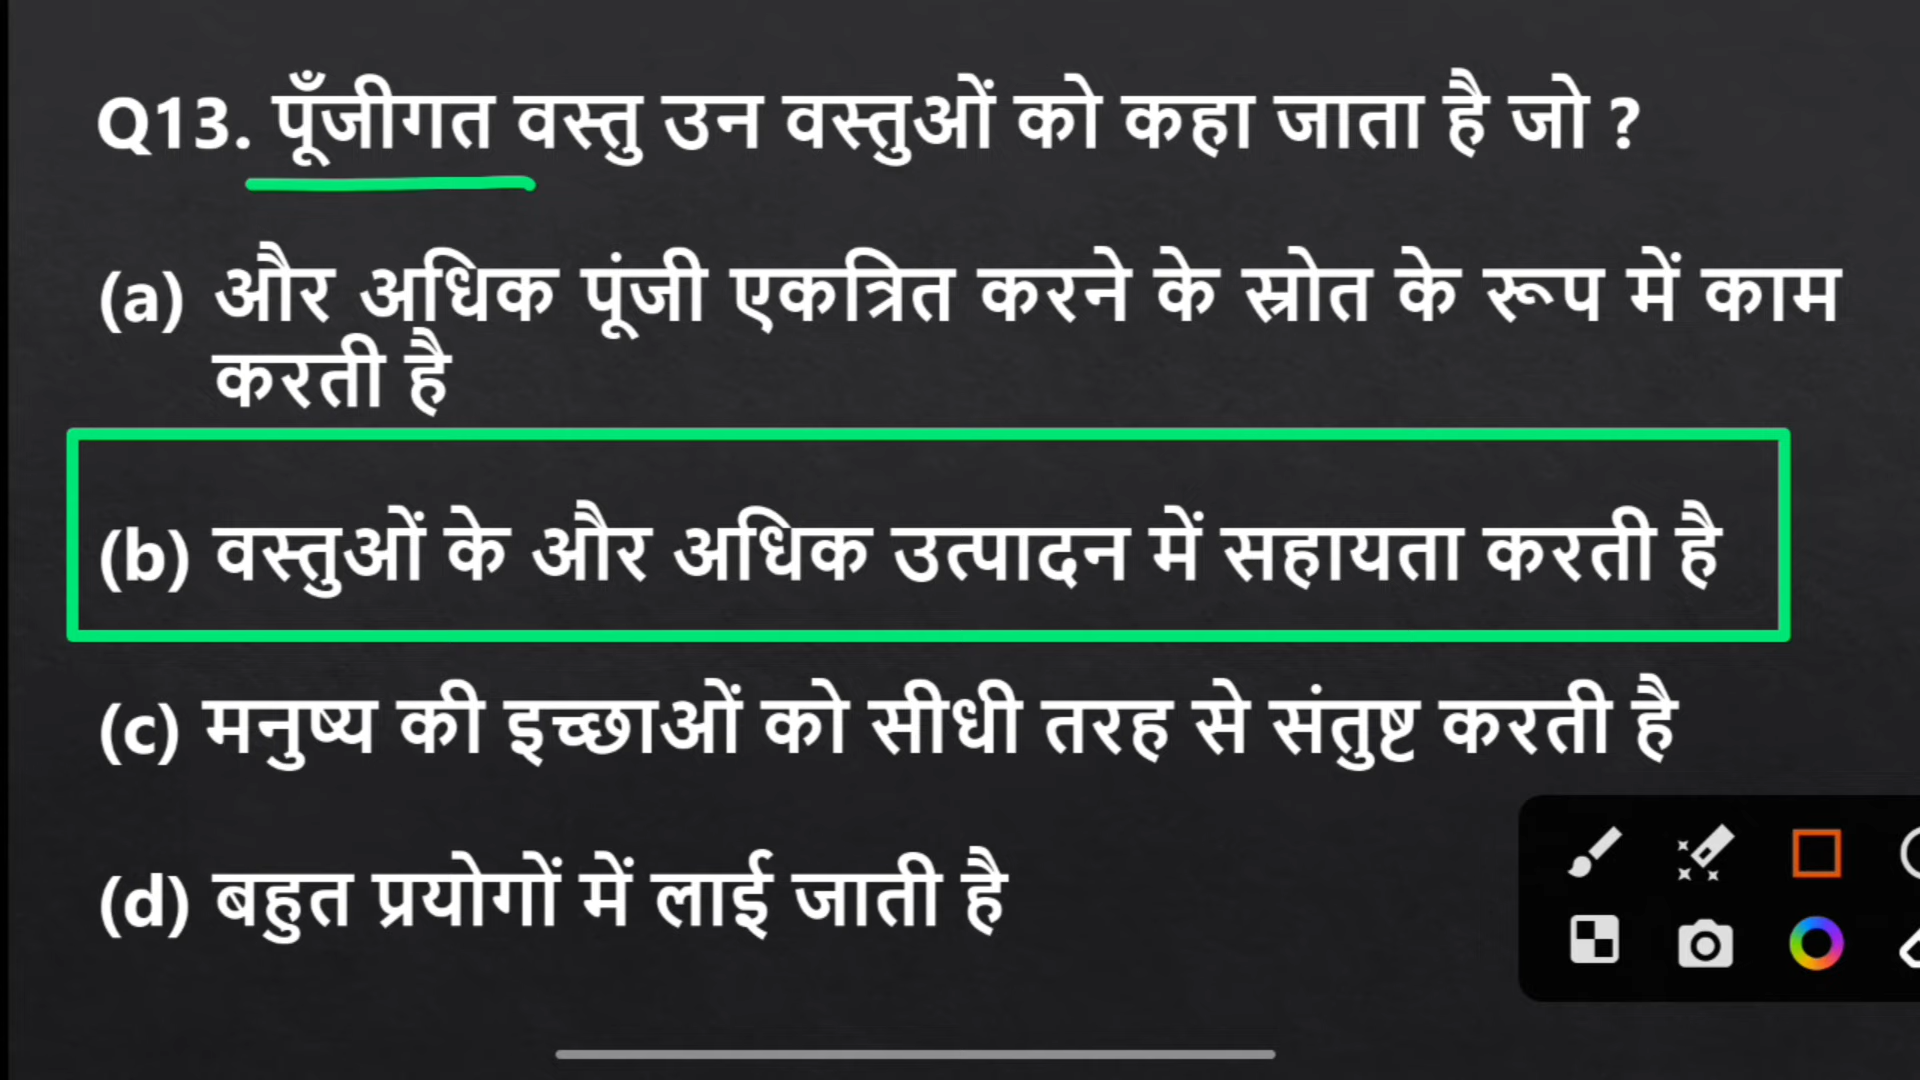 Q13. पूँजीगत वस्तु उन वस्तुओं को कहा जाता है जो ?
(a) और अधिक पूंजी एकत्रित करने के स्रोत के रूप में काम
करती है
(b) वस्तुओं के और अधिक उत्पादन में सहायता करती है
(c) मनुष्य की इच्छाओं को सीधी तरह से संतुष्ट करती है
(d) बहुत प्रयोगों में लाई जाती है